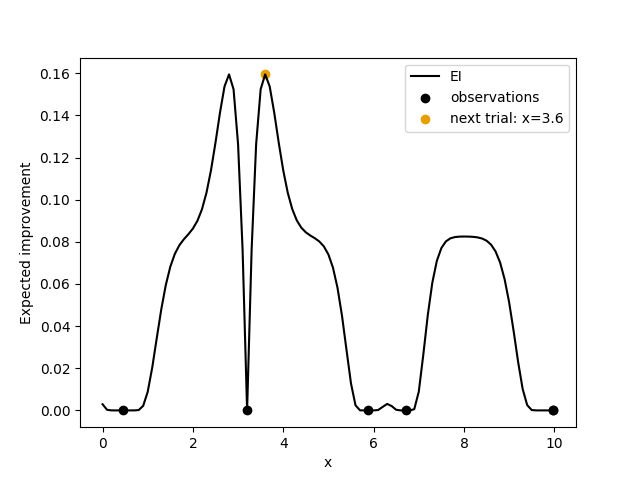 0.16
0.14
0.12
0.10
0.08
0.06
0.04
0.02
0.00
Expected improvement
EI
observations
next trial: x=3.6
0 2 4 6 8 10
x